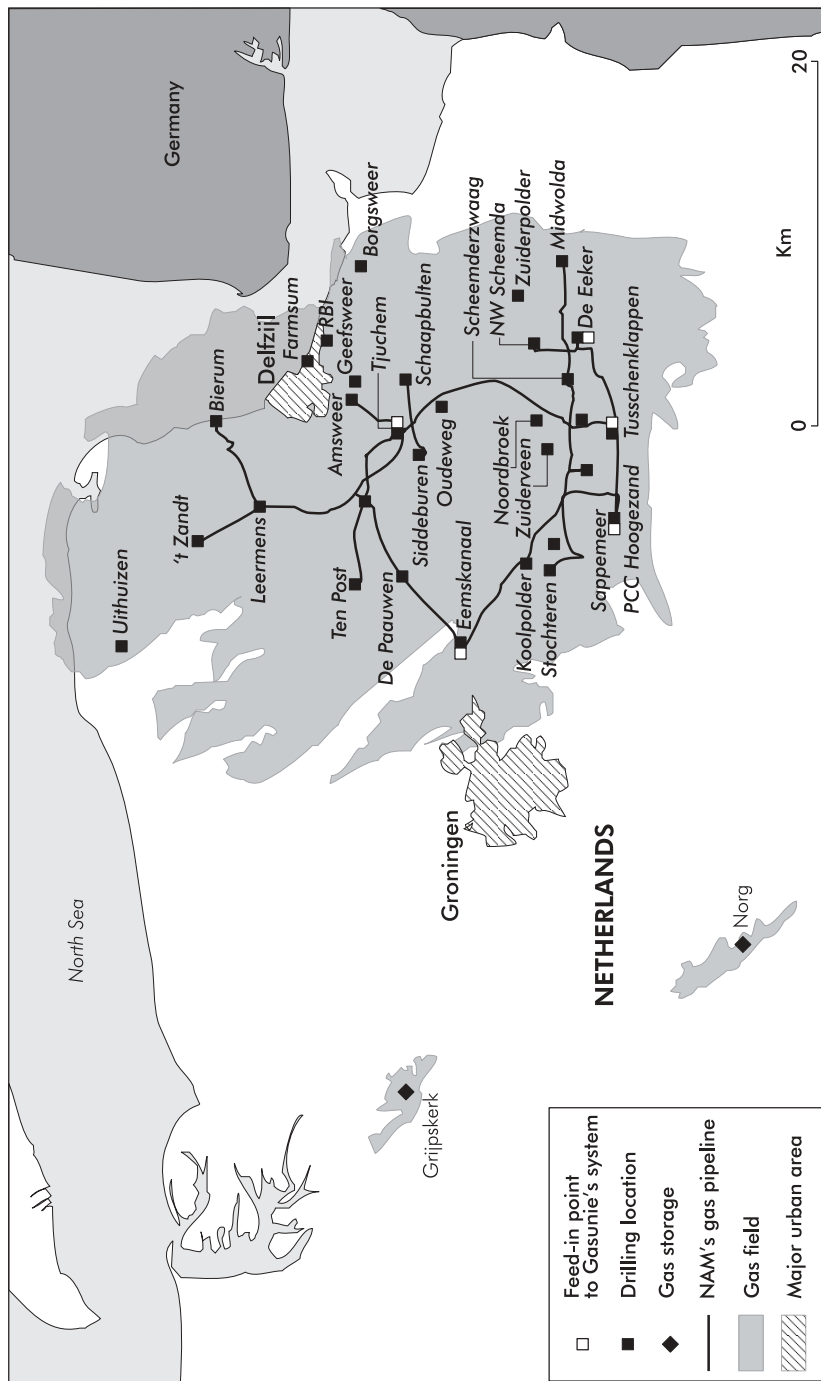 North Sea
Germany
Uithuizen
't Zandt
Bierum
Leermens
Delfzijl
Farmsum
RBI
Geefsweer
Borgsweer
Amsweer
Tjuchem
Ten Post
De Paauwen
Schaapbulten
Siddeburen
Oudeweg
Eemskanaal
Grijpskerk
Groningen
Scheemderzwaag
NW Scheemda
Zuiderpolder
Midwolda
Noordbroek
Zuiderveen
Koolpolder
Stochteren
De Eeker
Sappemeer
PCC Hoogezand
Tusschenklappen
NETHERLANDS
Norg
Feed-in point
to Gasunie's system
Drilling location
Gas storage
NAM's gas pipeline
Gas field
Major urban area
0
Km
20